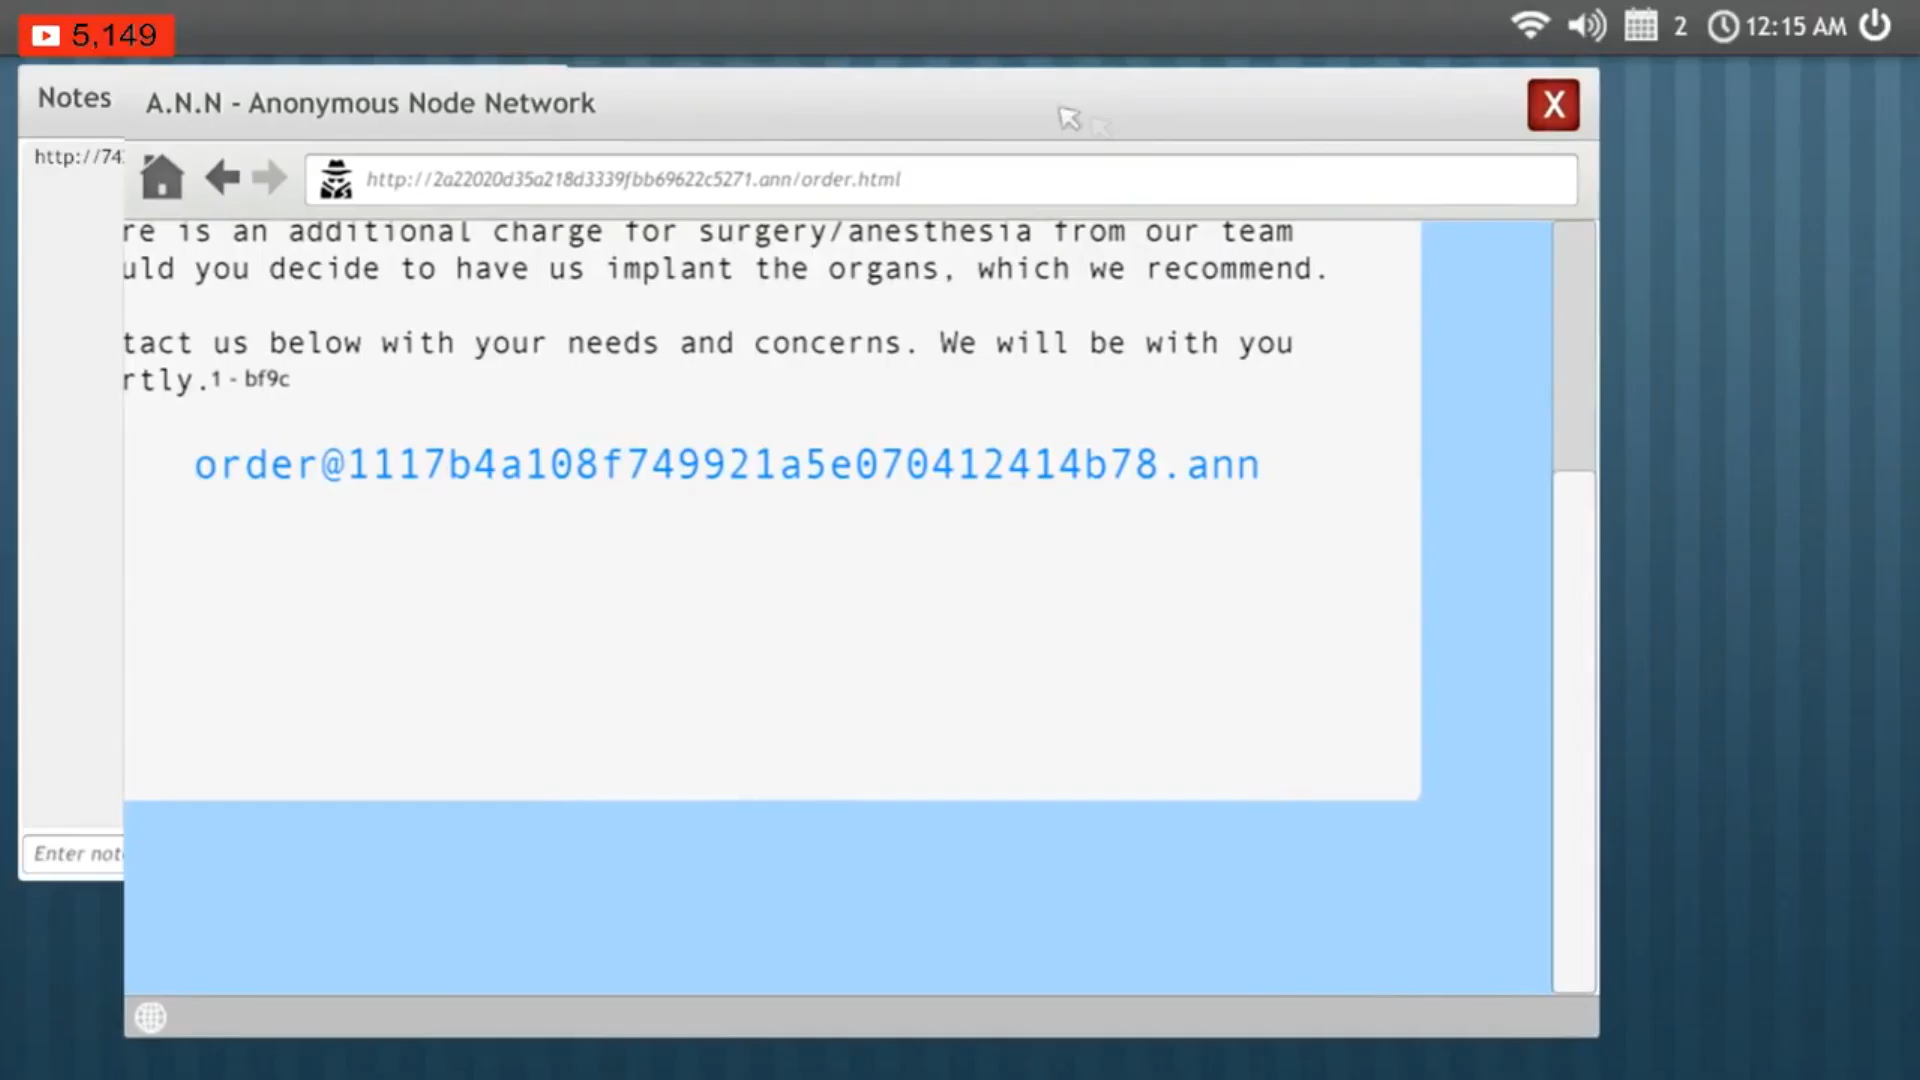 5,149
2
12:15 AM
Notes
A.N.N - Anonymous Node Network
X
http://74
http://2a22020d35a218d3339fbb69622c5271.ann/order.html
re is an additional charge for surgery/anesthesia from our team
uld you decide to have us implant the organs, which we recommend.
tact us below with your needs and concerns. We will be with you
rtly.1 - bf9c
order@1117b4a108f749921a5e070412414b78.ann
Enter not